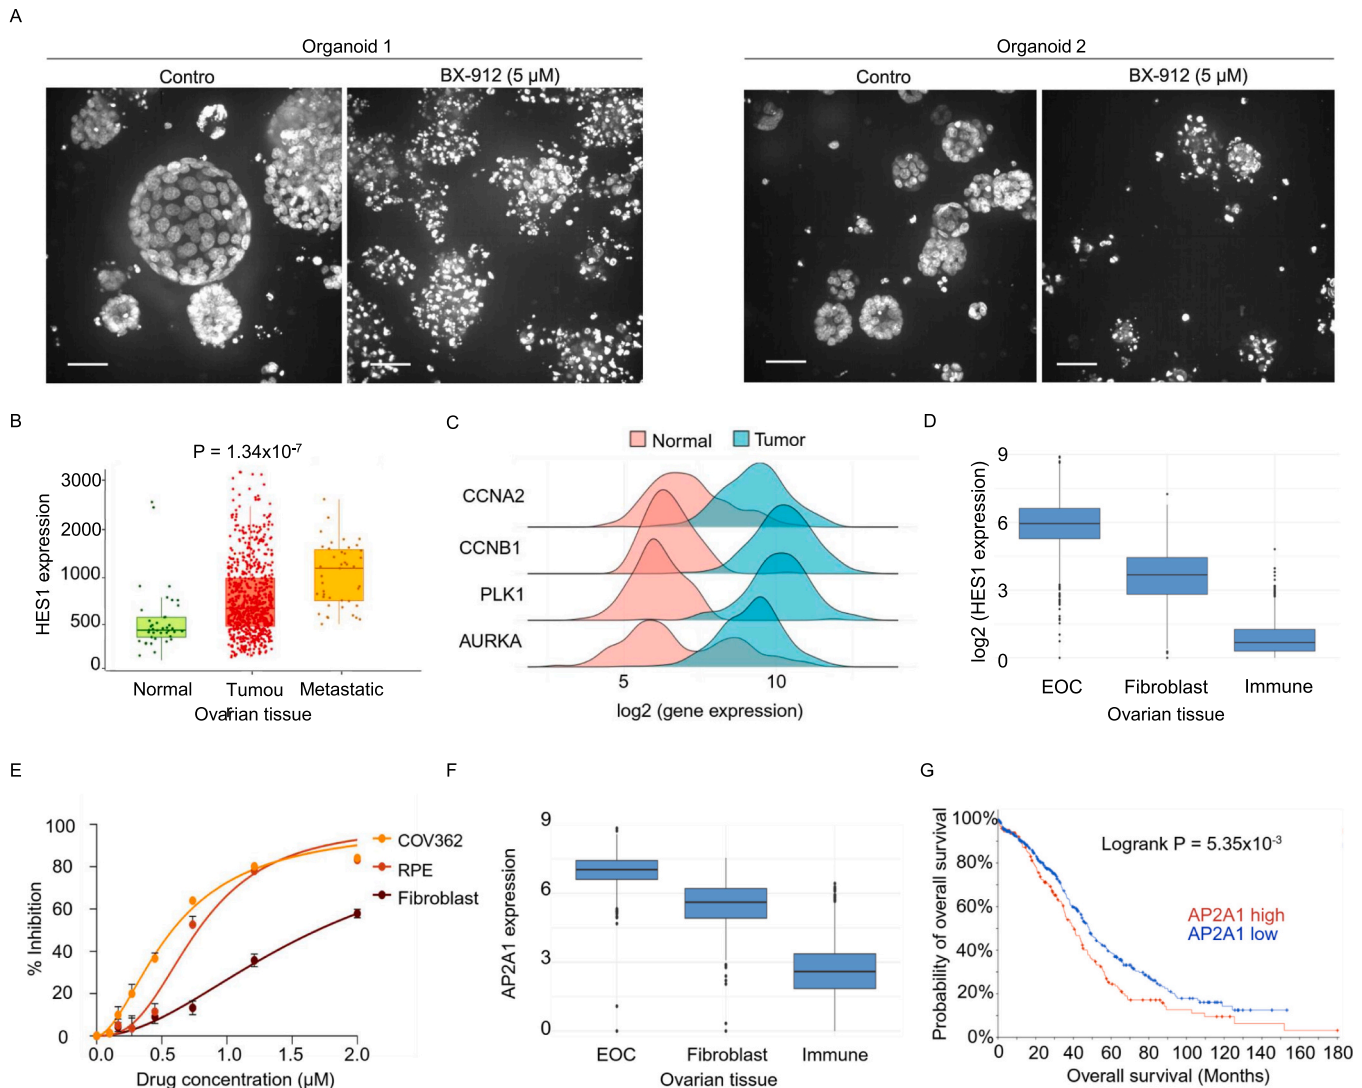 A
Organoid 1
Organoid 2
Contro
BX-912 (5 µM)
Contro
BX-912 (5 µM)
B
P = 1.34x10-7
HES1 expression
3000
2000
1000
500
0
Normal
Tumou
r
Metastatic
Ovarian tissue
C
Normal
Tumor
CCNA2
CCNB1
PLK1
AURKA
5
10
log2 (gene expression)
D
log2 (HES1 expression)
9
6
3
0
EOC
Fibroblast
Immune
Ovarian tissue
E
% Inhibition
100
80
60
40
20
0
COV362
RPE
Fibroblast
0.0
0.5
1.0
1.5
2.0
Drug concentration (µM)
F
AP2A1 expression
9
6
3
0
EOC
Fibroblast
Immune
Ovarian tissue
G
Probability of overall survival
100%
80%
60%
40%
20%
0%
Logrank P = 5.35x10-3
AP2A1 high
AP2A1 low
0
20
40
60
80
100
120
140
160
180
Overall survival (Months)